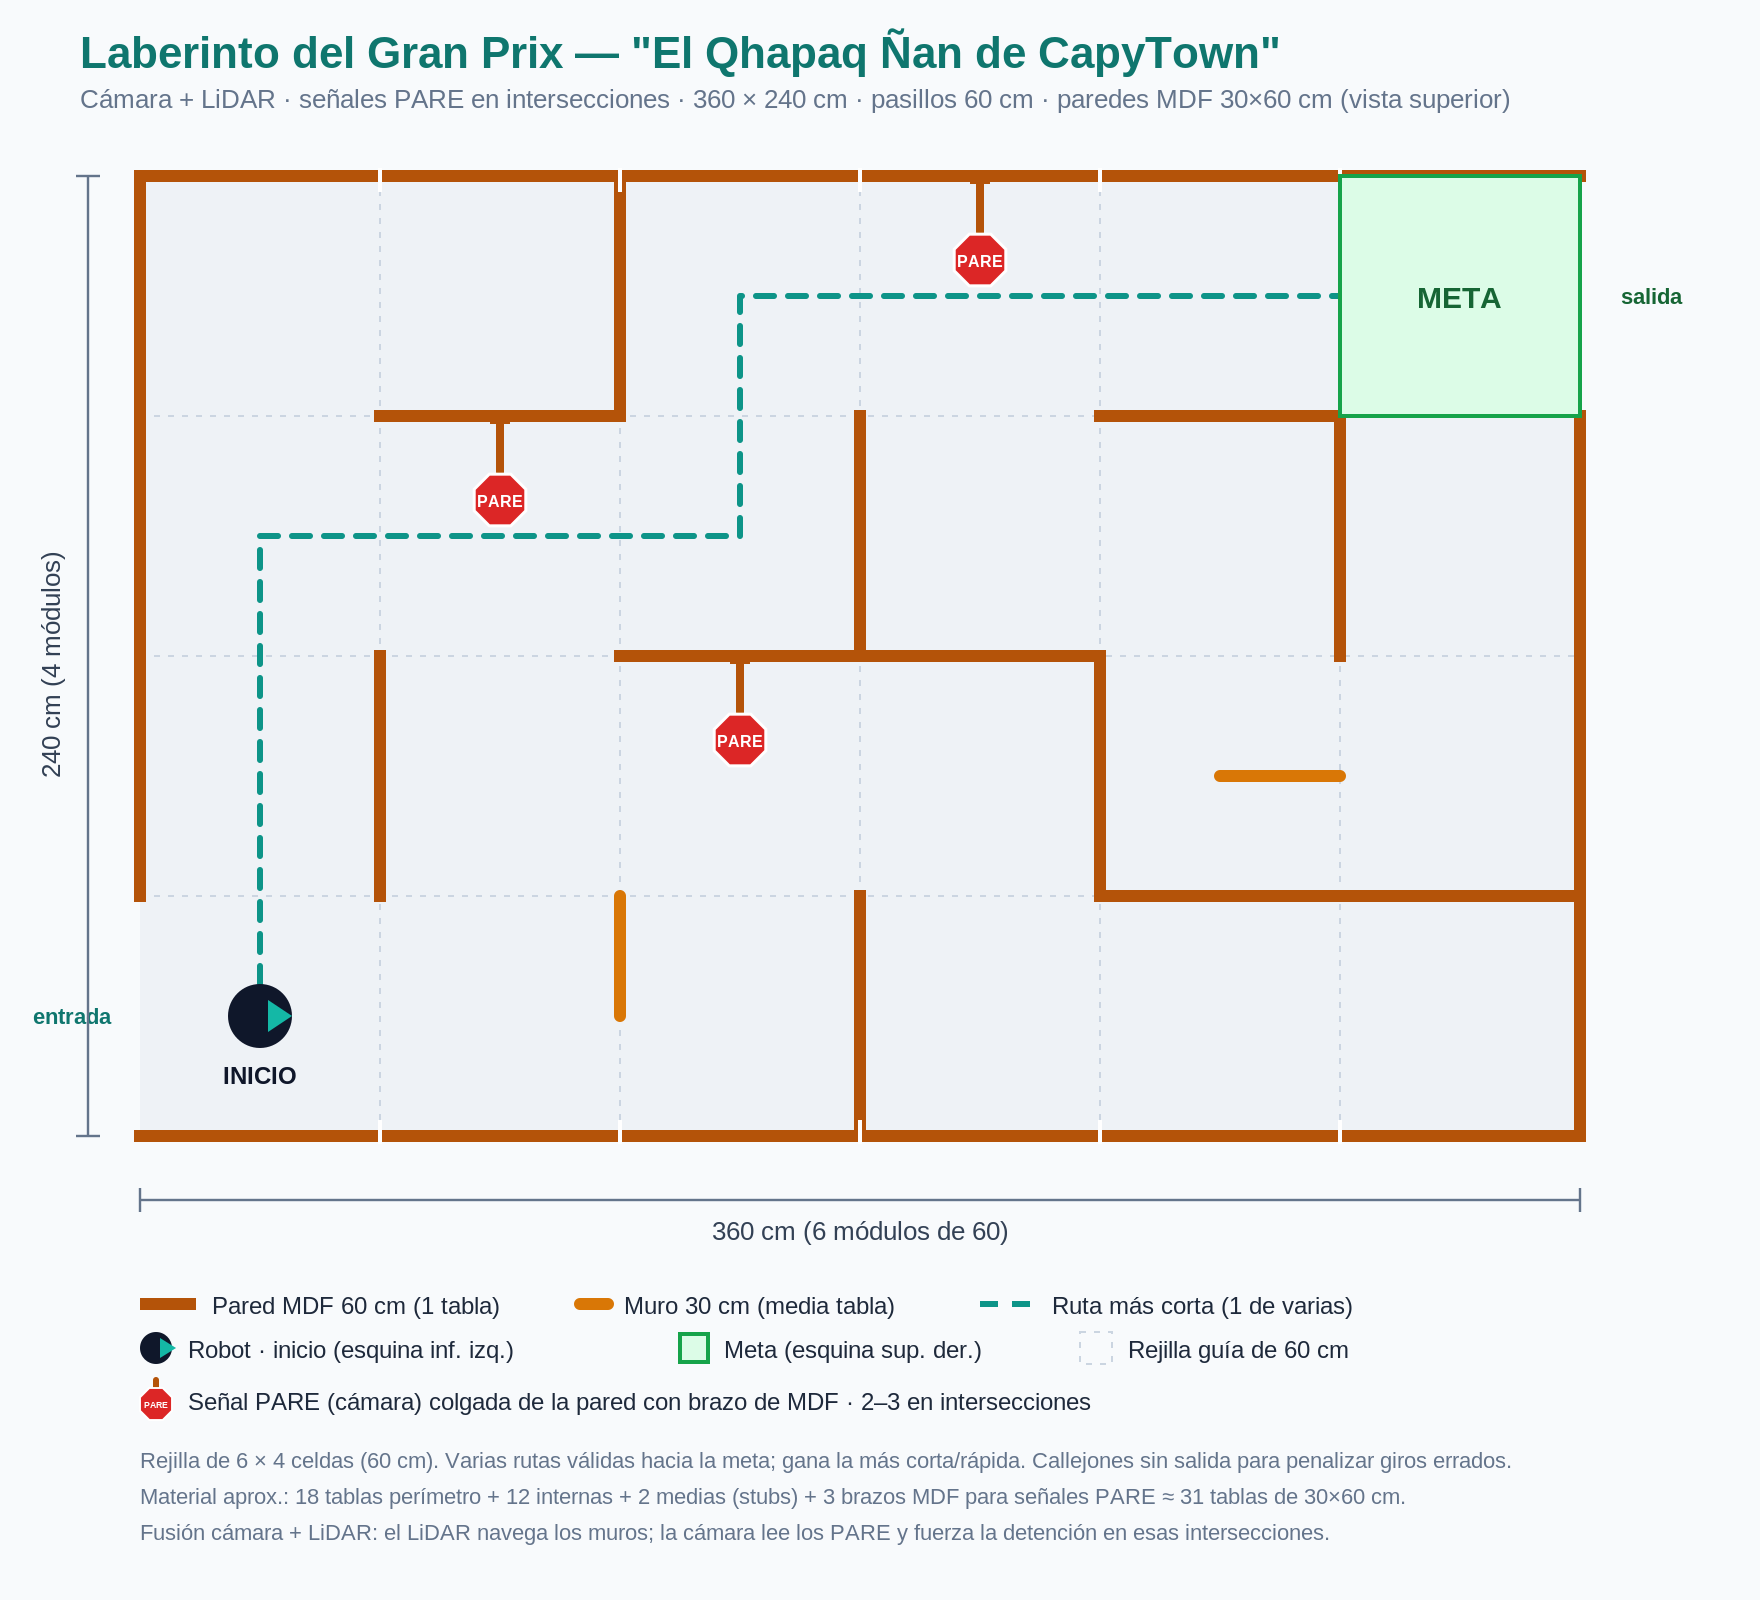 Laberinto del Gran Prix — "El Qhapaq Ñan de CapyTown"
Cámara + LiDAR · señales PARE en intersecciones · 360 × 240 cm · pasillos 60 cm · paredes MDF 30×60 cm (vista superior)
PARE
META
salida
PARE
240 cm (4 módulos)
PARE
entrada
INICIO
360 cm (6 módulos de 60)
Pared MDF 60 cm (1 tabla)
Muro 30 cm (media tabla)
Ruta más corta (1 de varias)
Robot · inicio (esquina inf. izq.)
Meta (esquina sup. der.)
Rejilla guía de 60 cm
PARE
Señal PARE (cámara) colgada de la pared con brazo de MDF · 2–3 en intersecciones
Rejilla de 6 × 4 celdas (60 cm). Varias rutas válidas hacia la meta; gana la más corta/rápida. Callejones sin salida para penalizar giros errados.
Material aprox.: 18 tablas perímetro + 12 internas + 2 medias (stubs) + 3 brazos MDF para señales PARE ≈ 31 tablas de 30×60 cm.
Fusión cámara + LiDAR: el LiDAR navega los muros; la cámara lee los PARE y fuerza la detención en esas intersecciones.